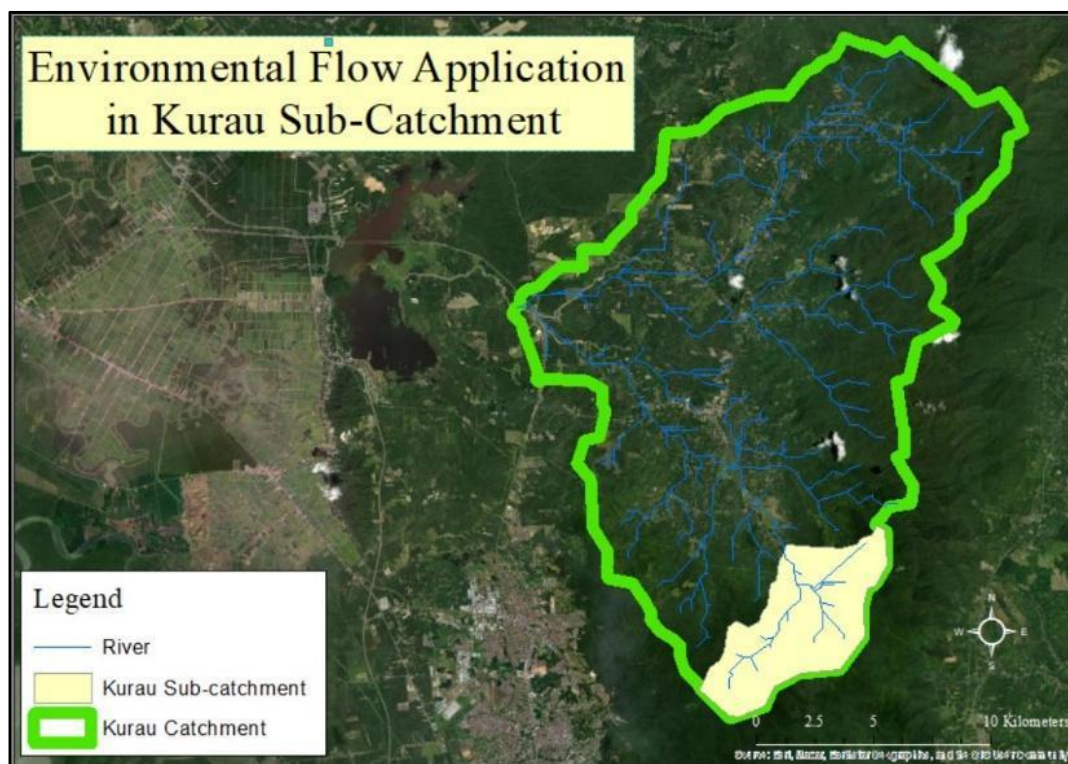 Environmental Flow Application
in Kurau Sub-Catchment
Legend
River
Kurau Sub-catchment
Kurau Catchment
N
W
E
S
0 2.5 5 10 Kilometers